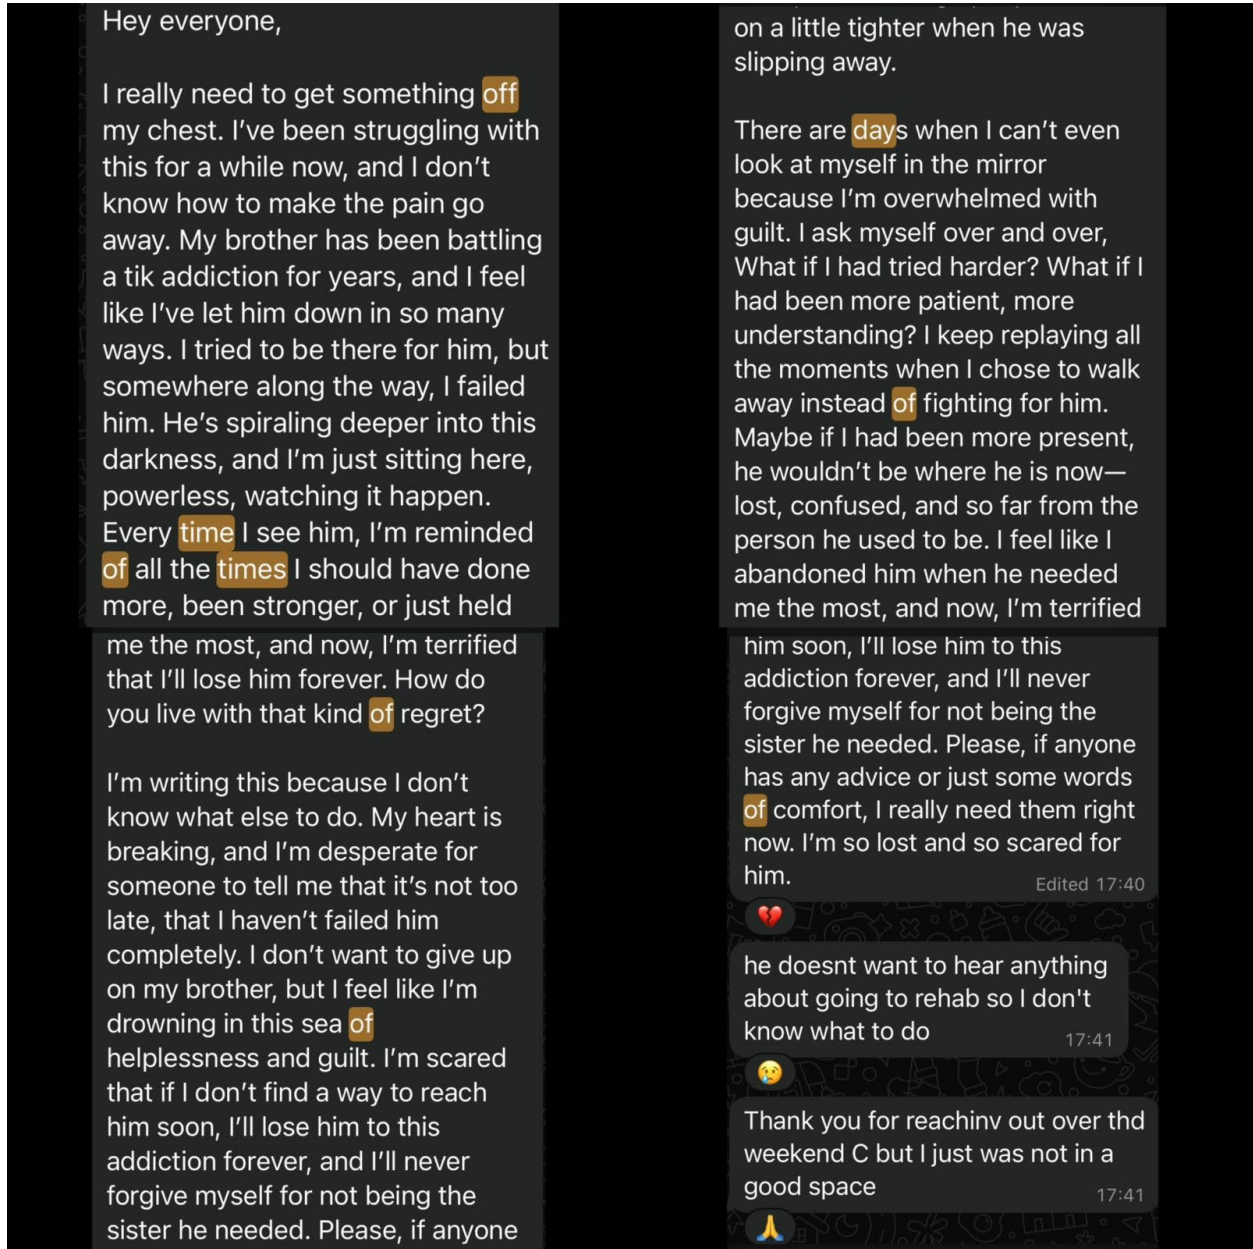 Hey everyone,
I really need to get something off
my chest. I've been struggling with
this for a while now, and I don't
know how to make the pain go
away. My brother has been battling
a tik addiction for years, and I feel
like I've let him down in so many
ways. I tried to be there for him, but
somewhere along the way, I failed
him. He's spiraling deeper into this
darkness, and I'm just sitting here,
powerless, watching it happen.
Every time I see him, I'm reminded
of all the times I should have done
more, been stronger, or just held
on a little tighter when he was
slipping away.
There are days when I can't even
look at myself in the mirror
because I'm overwhelmed with
guilt. I ask myself over and over,
What if I had tried harder? What if I
had been more patient, more
understanding? I keep replaying all
the moments when I chose to walk
away instead of fighting for him.
Maybe if I had been more present,
he wouldn't be where he is now—
lost, confused, and so far from the
person he used to be. I feel like I
abandoned him when he needed
me the most, and now, I'm terrified
me the most, and now, I'm terrified
that I'll lose him forever. How do
you live with that kind of regret?
I'm writing this because I don't
know what else to do. My heart is
breaking, and I'm desperate for
someone to tell me that it's not too
late, that I haven't failed him
completely. I don't want to give up
on my brother, but I feel like I'm
drowning in this sea of
helplessness and guilt. I'm scared
that if I don't find a way to reach
him soon, I'll lose him to this
addiction forever, and I'll never
forgive myself for not being the
sister he needed. Please, if anyone
him soon, I'll lose him to this
addiction forever, and I'll never
forgive myself for not being the
sister he needed. Please, if anyone
has any advice or just some words
of comfort, I really need them right
now. I'm so lost and so scared for
him.
Edited 17:40
he doesnt want to hear anything
about going to rehab so I don't
know what to do
17:41
Thank you for reachinv out over thd
weekend C but I just was not in a
good space
17:41